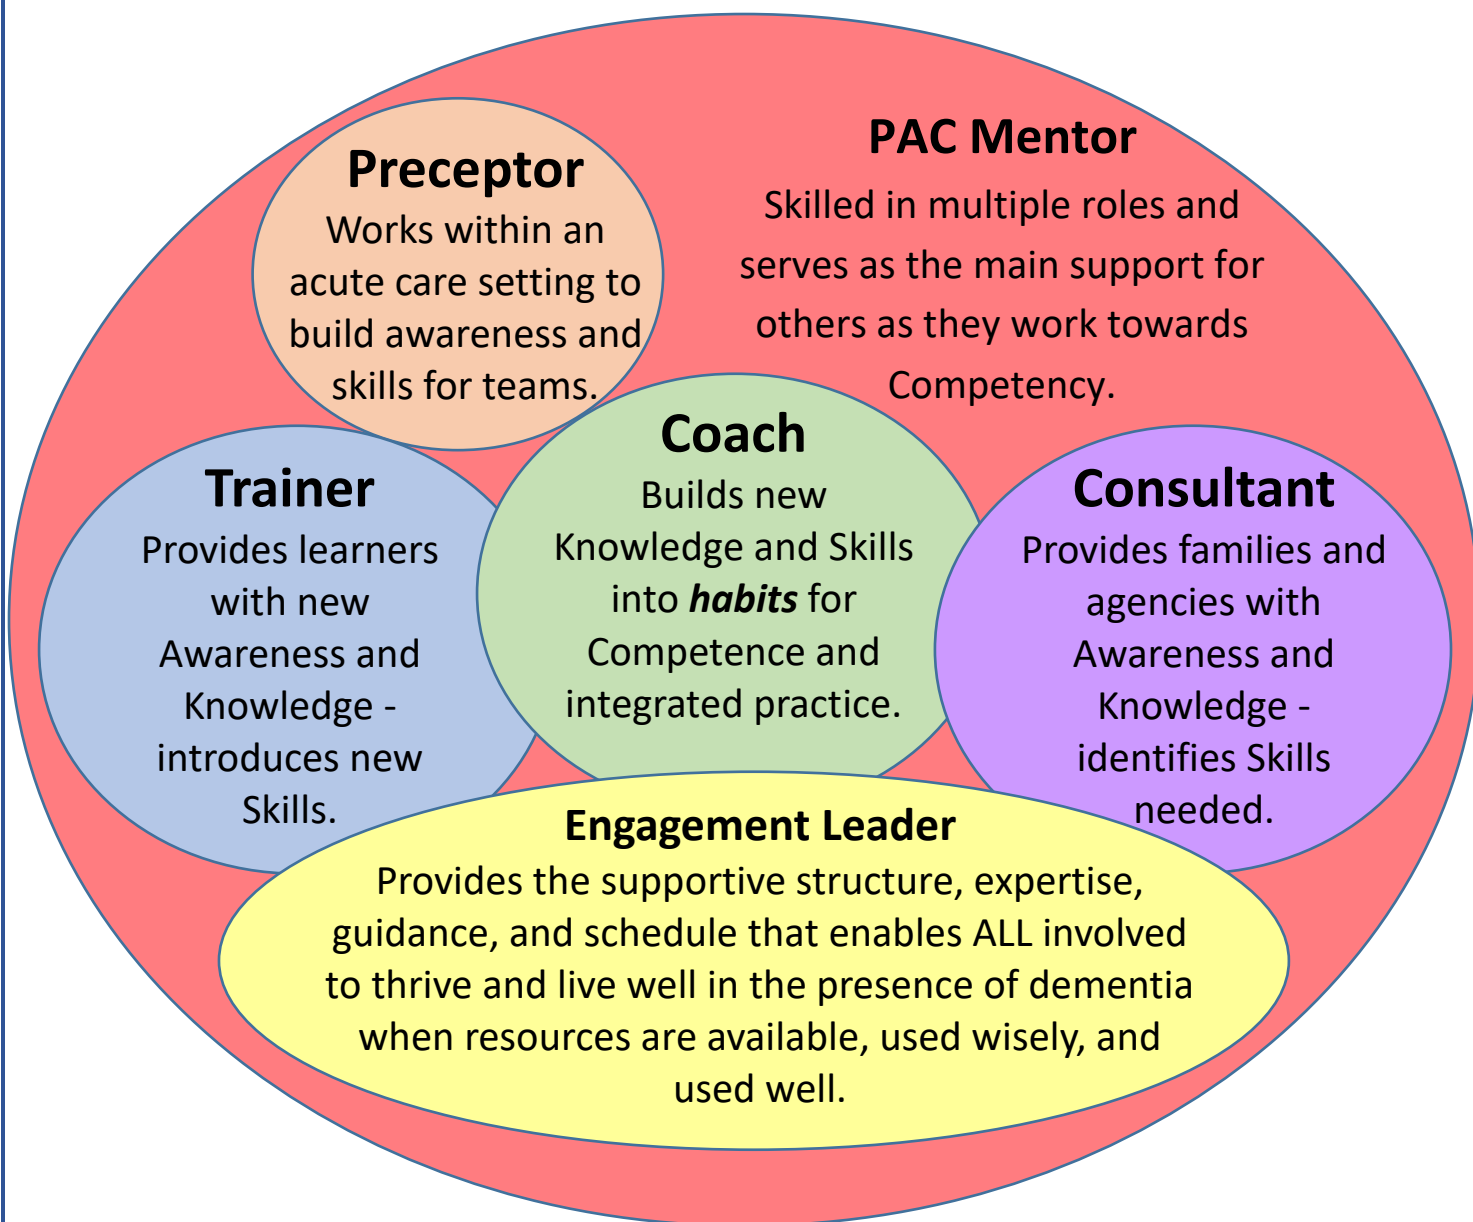 Preceptor
Works within an
acute care setting to
build awareness and
skills for teams.
PAC Mentor
Skilled in multiple roles and
serves as the main support for
others as they work towards
Competency.
Trainer
Provides learners
with new
Awareness and
Knowledge -
introduces new
Skills.
Coach
Builds new
Knowledge and Skills
into habits for
Competence and
integrated practice.
Consultant
Provides families and
agencies with
Awareness and
Knowledge -
identifies Skills
needed.
Engagement Leader
Provides the supportive structure, expertise,
guidance, and schedule that enables ALL involved
to thrive and live well in the presence of dementia
when resources are available, used wisely, and
used well.